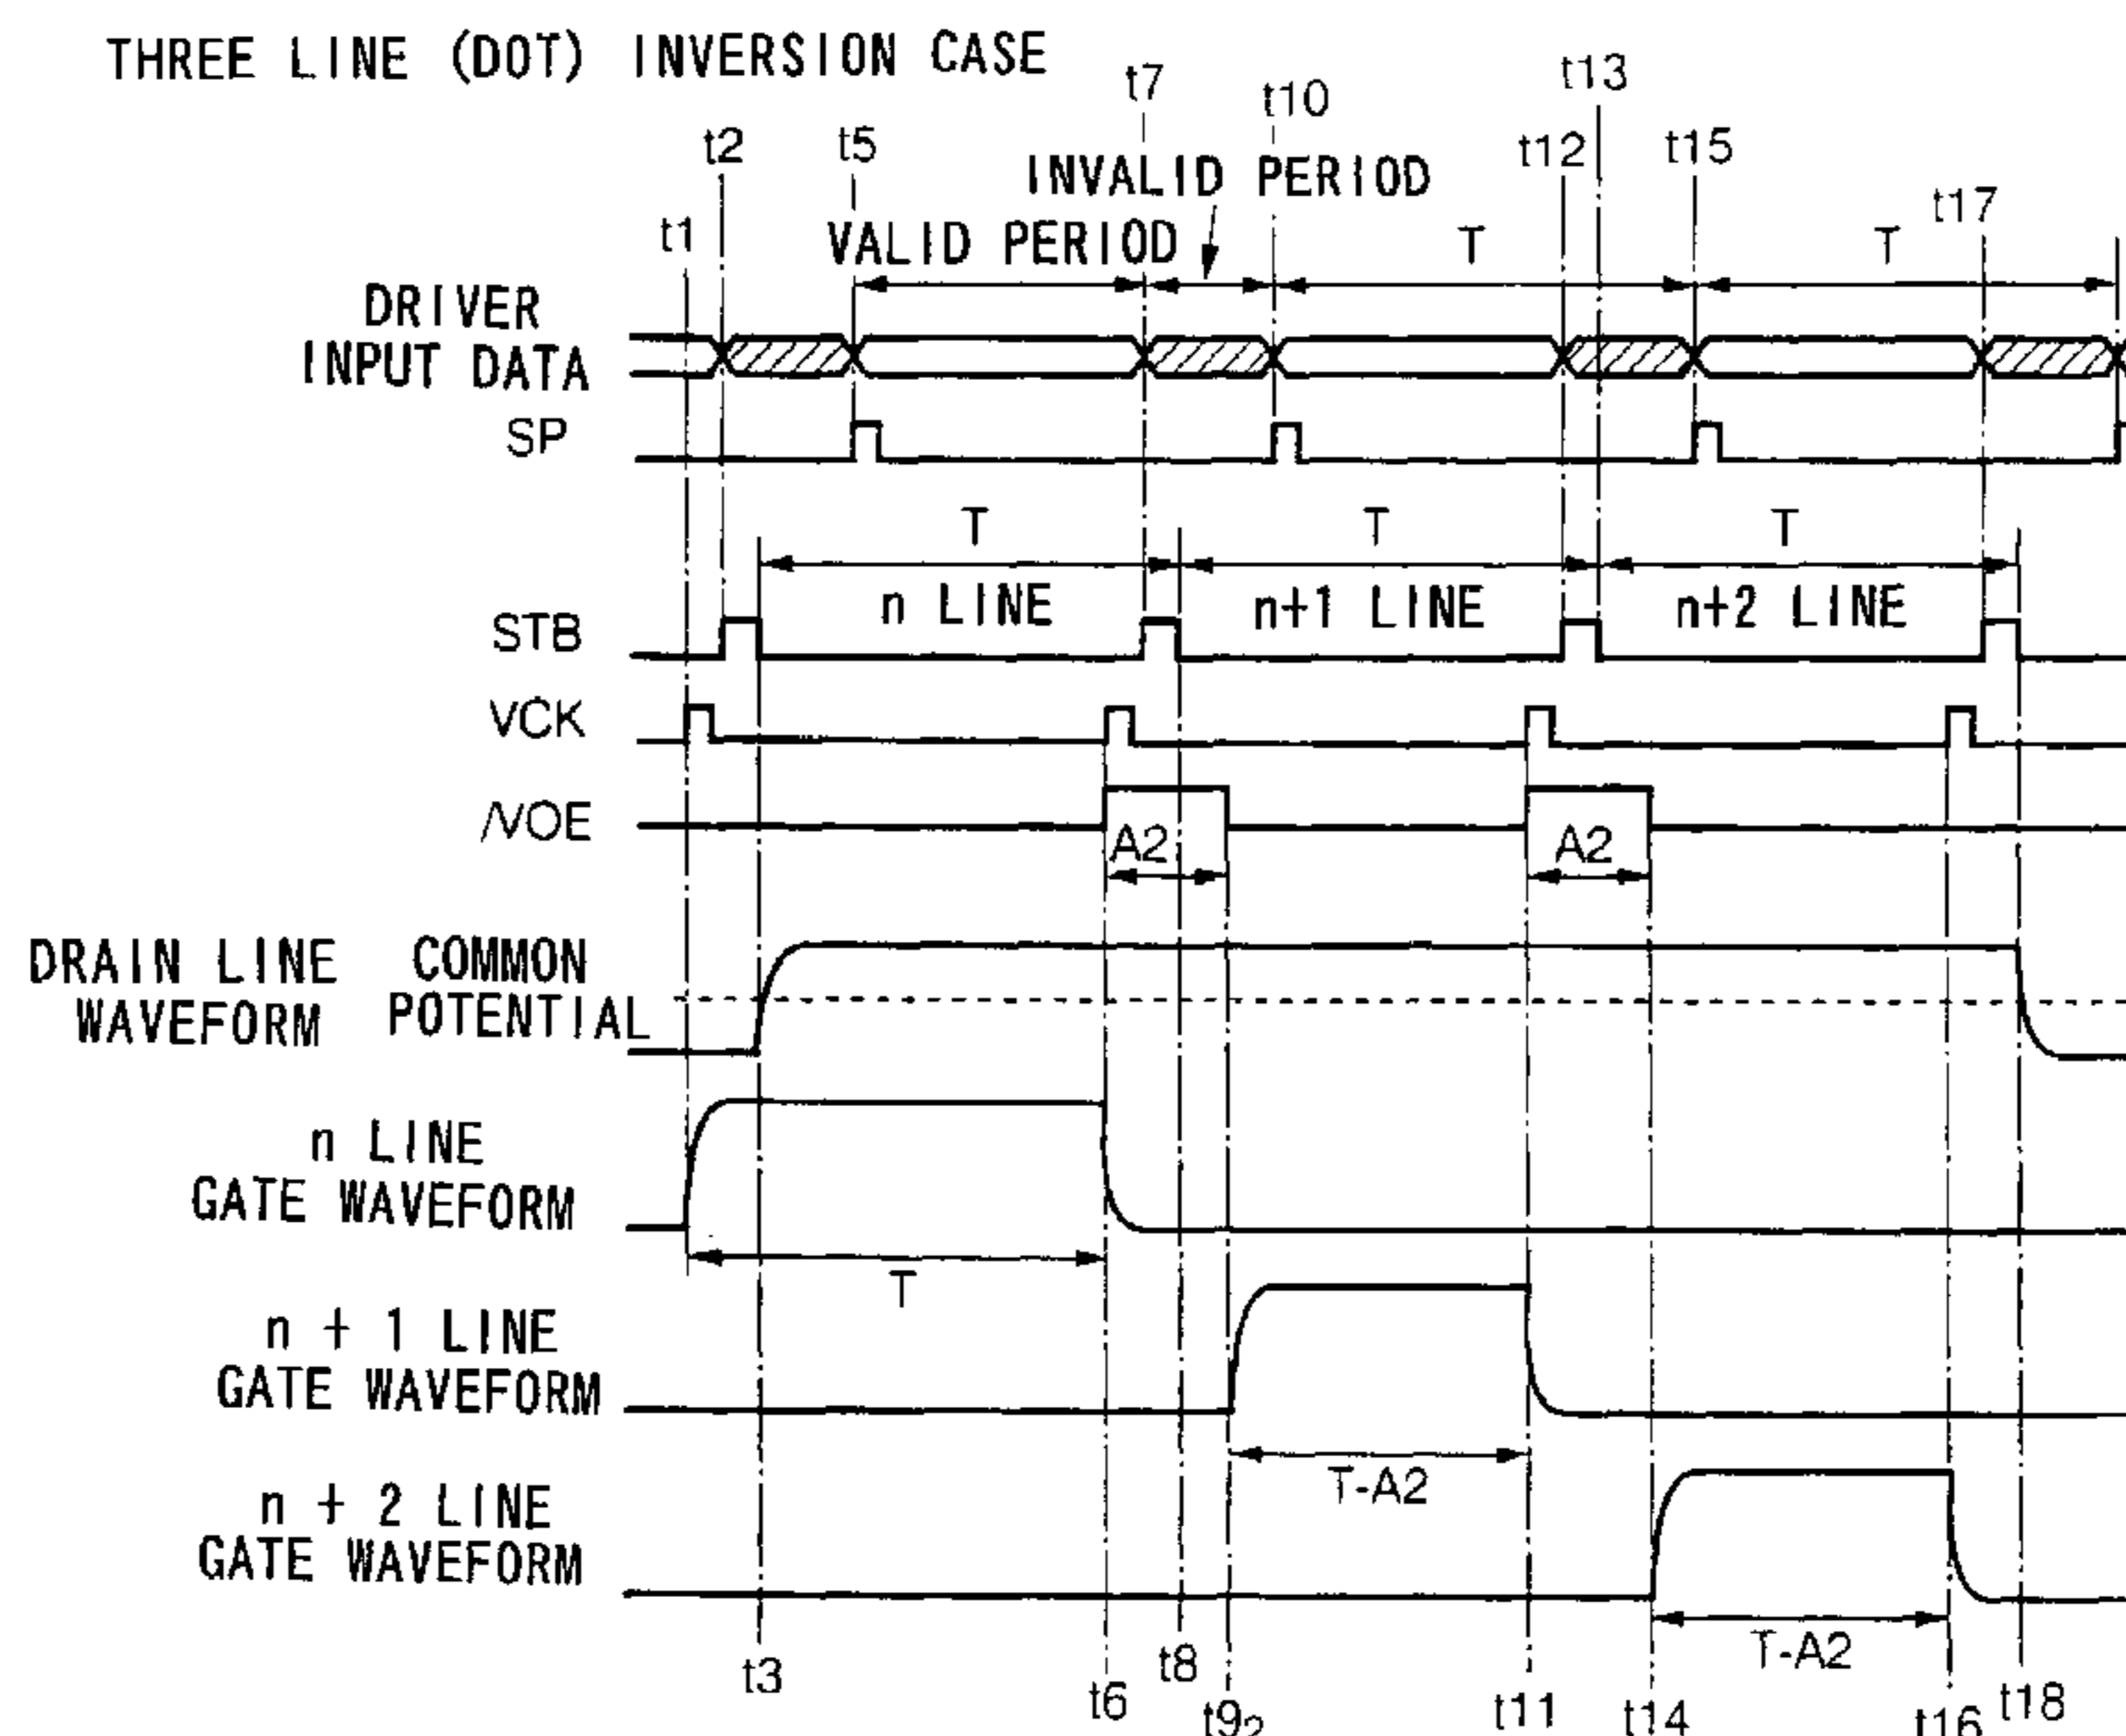 THREE LINE (DOT) INVERSION CASE
t1
t2
t5
t7
t10
t12
t13
t15
t17
INVALID PERIOD
VALID PERIOD
T
T
DRIVER
INPUT DATA
SP
T
T
T
n LINE
n+1 LINE
n+2 LINE
STB
VCK
/VOE
A2
A2
DRAIN LINE
WAVEFORM
COMMON
POTENTIAL
n LINE
GATE WAVEFORM
T
n + 1 LINE
GATE WAVEFORM
T-A2
n + 2 LINE
GATE WAVEFORM
T-A2
t3
t6
t8
t92
t11
t14
t16
t18